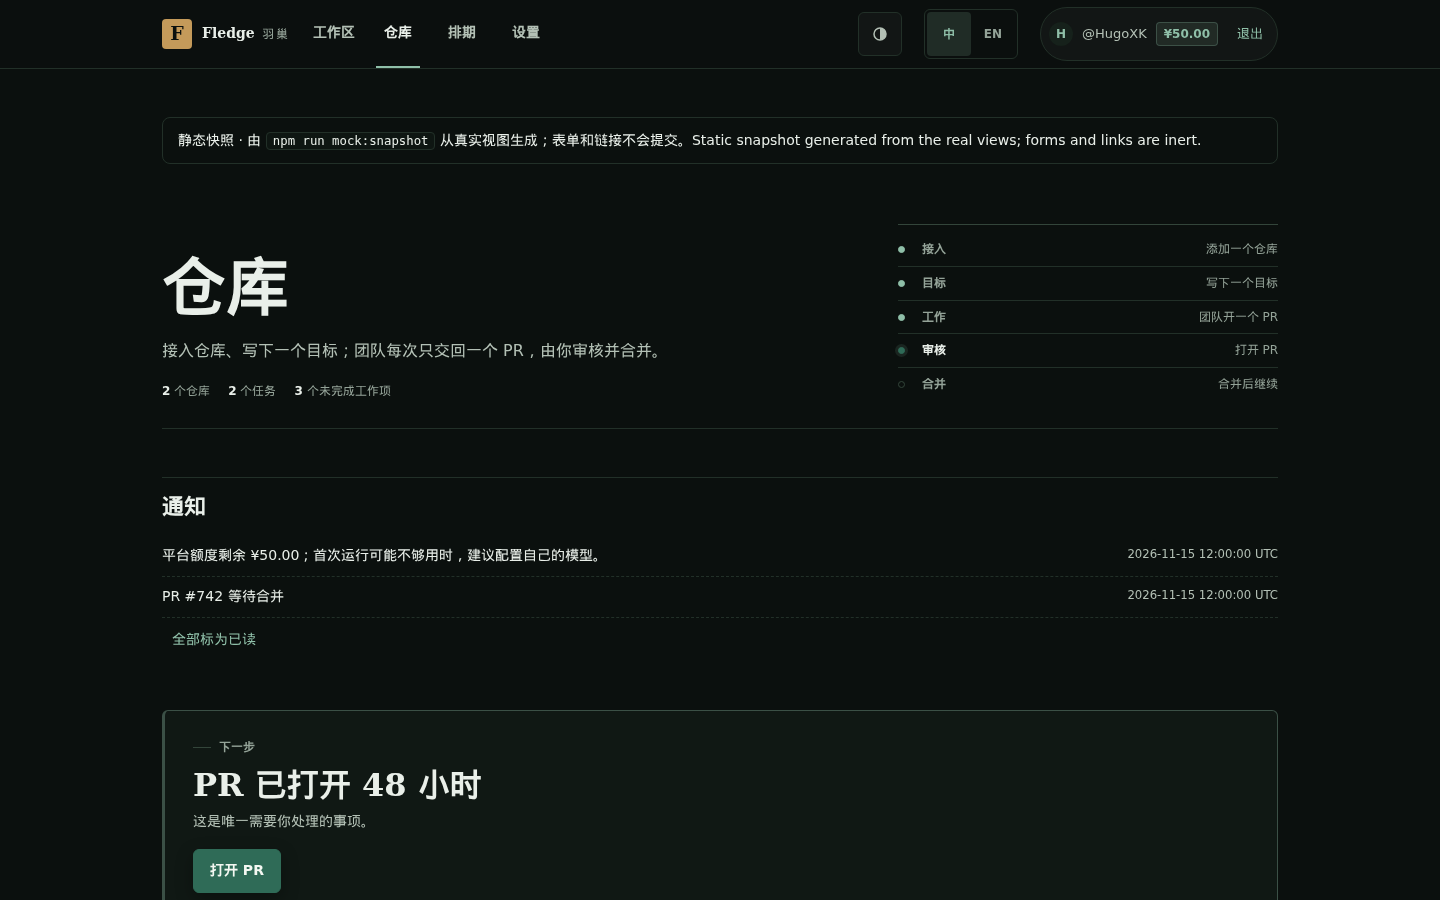 F Fledge 羽巢 工作区 仓库 排期 设置 中 EN H @HugoXK ¥50.00 退出
静态快照 · 由 npm run mock:snapshot 从真实视图生成；表单和链接不会提交。Static snapshot generated from the real views; forms and links are inert.
仓库
接入仓库、写下一个目标；团队每次只交回一个 PR，由你审核并合并。
2 个仓库 2 个任务 3 个未完成工作项
接入 添加一个仓库
目标 写下一个目标
工作 团队开一个 PR
审核 打开 PR
合并 合并后继续
通知
平台额度剩余 ¥50.00；首次运行可能不够用时，建议配置自己的模型。 2026-11-15 12:00:00 UTC
PR #742 等待合并 2026-11-15 12:00:00 UTC
全部标为已读
下一步
PR 已打开 48 小时
这是唯一需要你处理的事项。
打开 PR